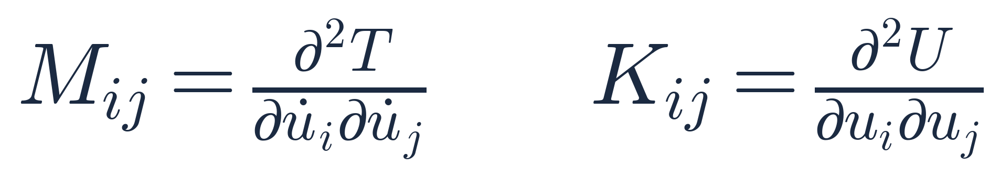 $M_{ij} = \frac{\partial^2 T}{\partial \dot{u}_i \partial \dot{u}_j}$ $K_{ij} = \frac{\partial^2 U}{\partial u_i \partial u_j}$